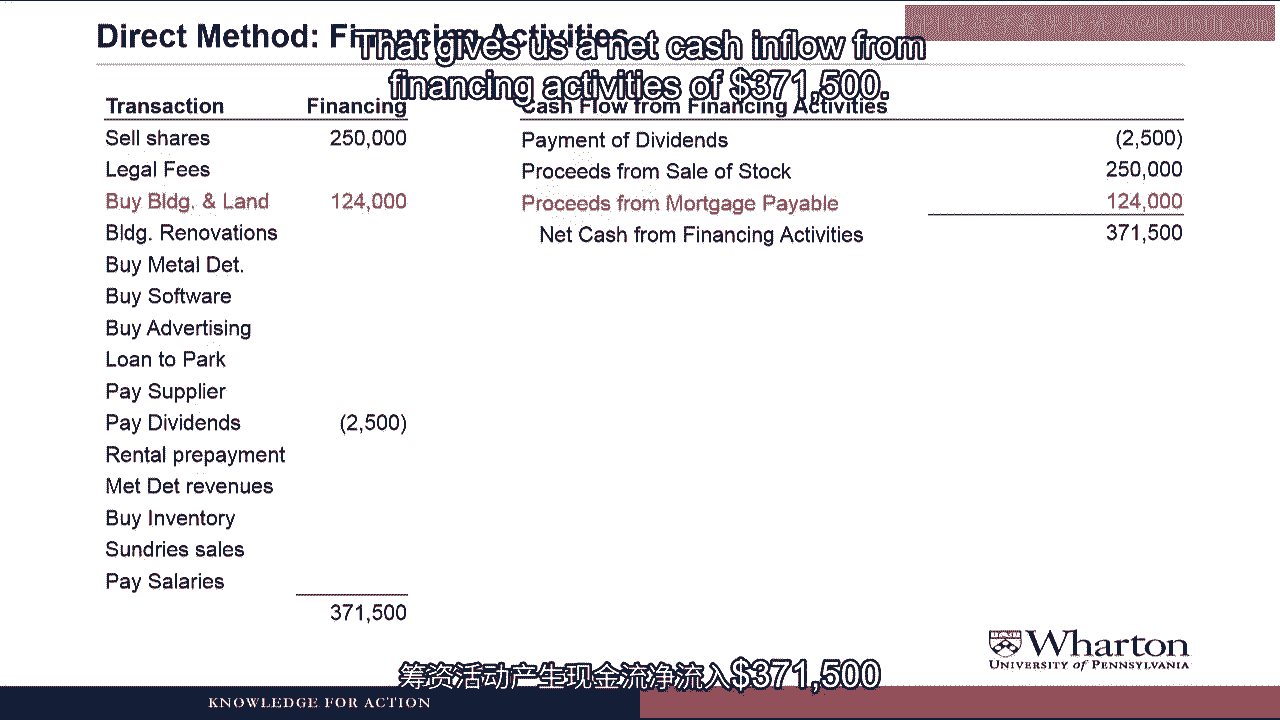 Direct Method: Financing Activities
That gives us a net cash inflow from
financing activities of $371,500.
Transaction Financing
Sell shares 250,000
Legal Fees
Buy Bldg. & Land 124,000
Bldg. Renovations
Buy Metal Det.
Buy Software
Buy Advertising
Loan to Park
Pay Supplier
Pay Dividends (2,500)
Rental prepayment
Met Det revenues
Buy Inventory
Sundries sales
Pay Salaries
371,500
Cash Flow from Financing Activities
Payment of Dividends (2,500)
Proceeds from Sale of Stock 250,000
Proceeds from Mortgage Payable 124,000
Net Cash from Financing Activities 371,500
Wharton
UNIVERSITY of PENNSYLVANIA
筹资活动产生现金流净流入$371,500
KNOWLEDGE FOR ACTION